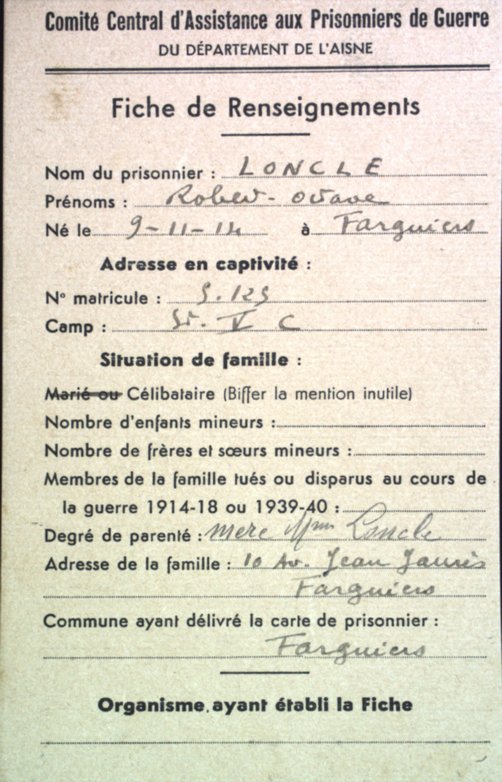 Comité Central d'Assistance aux Prisonniers de Guerre
DU DÉPARTEMENT DE L'AISNE
Fiche de Renseignements
Nom du prisonnier : LONCLE
Prénoms : Robert-Octave
Né le 9-11-14 à Farguiers
Adresse en captivité :
N° matricule : 5.125
Camp : St. V C
Situation de famille :
Marié ou Célibataire (Biffer la mention inutile)
Nombre d'enfants mineurs :
Nombre de frères et sœurs mineurs :
Membres de la famille tués ou disparus au cours de
la guerre 1914-18 ou 1939-40 :
Degré de parenté : mere Mme Loncle
Adresse de la famille : 10 Av. Jean Jaurès
Farguiers
Commune ayant délivré la carte de prisonnier :
Farguiers
Organisme ayant établi la Fiche